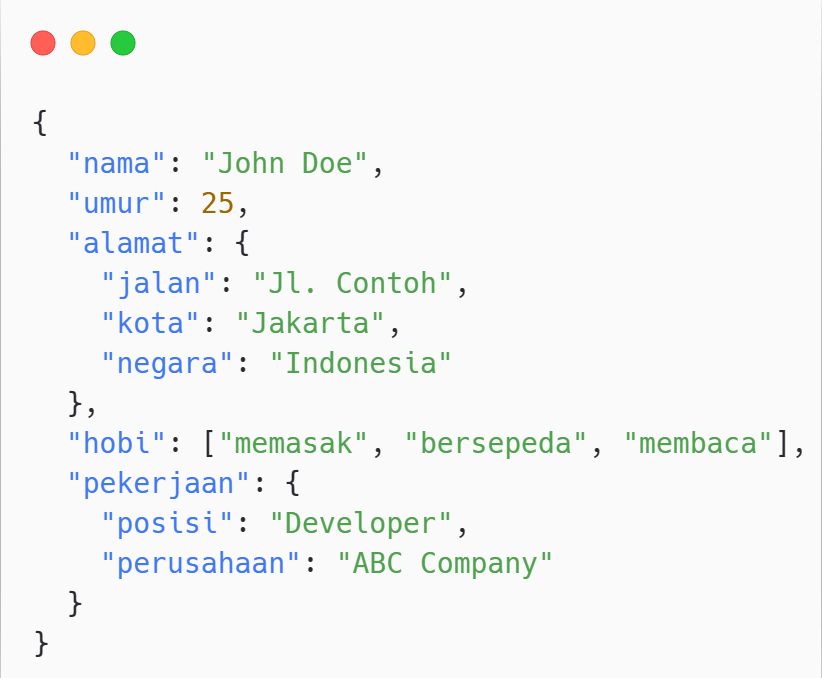 {
  "nama": "John Doe",
  "umur": 25,
  "alamat": {
    "jalan": "Jl. Contoh",
    "kota": "Jakarta",
    "negara": "Indonesia"
  },
  "hobi": ["memasak", "bersepeda", "membaca"],
  "pekerjaan": {
    "posisi": "Developer",
    "perusahaan": "ABC Company"
  }
}